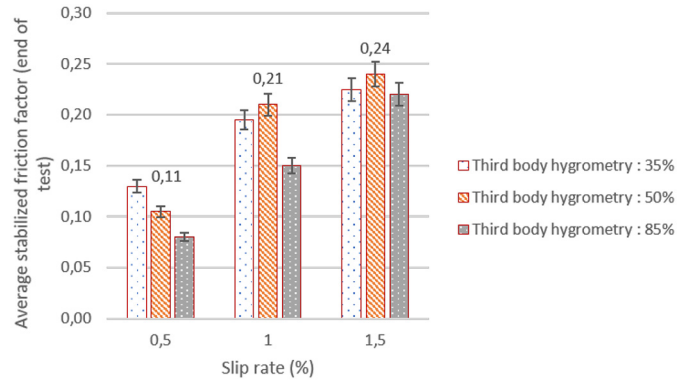 Average stabilized friction factor (end of
test)
0,30
0,25
0,20
0,15
0,10
0,05
0,00
0,11
0,21
0,24
0,5
1
1,5
Slip rate (%)
Third body hygrometry : 35%
Third body hygrometry : 50%
Third body hygrometry : 85%